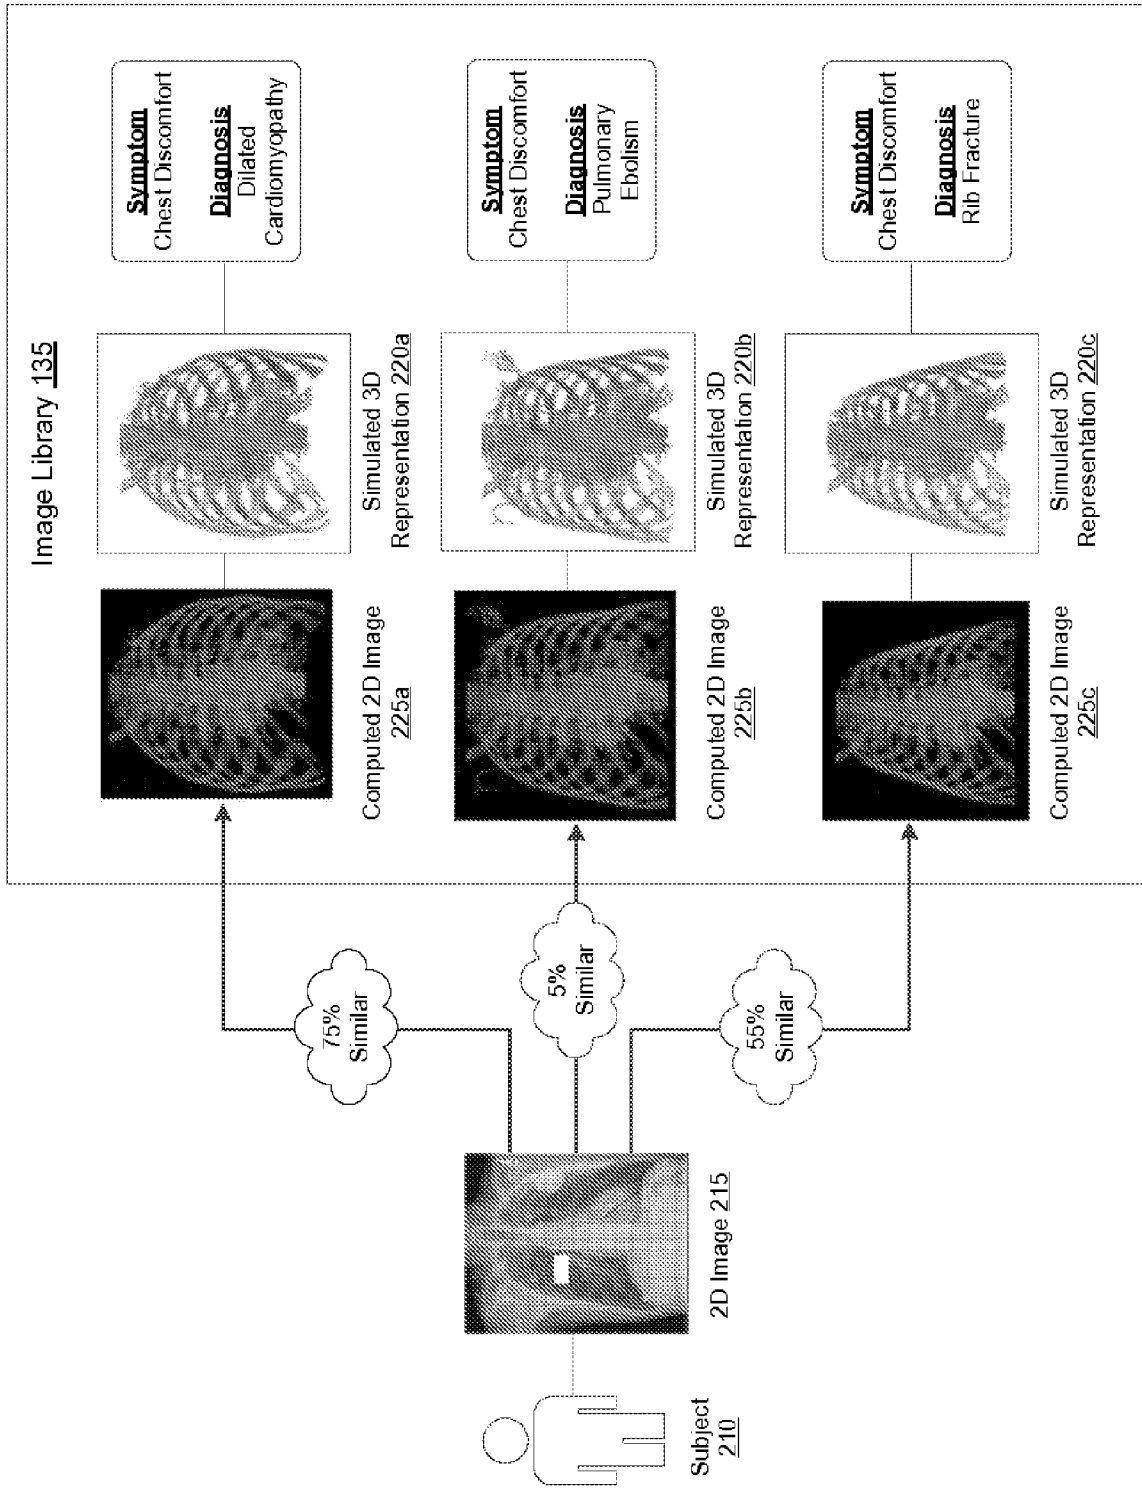 Image Library 135
Symptom
Chest Discomfort
Diagnosis
Dilated
Cardiomyopathy
Simulated 3D
Representation 220a
Computed 2D Image
225a
75%
Similar
Symptom
Chest Discomfort
Diagnosis
Pulmonary
Ebolism
Simulated 3D
Representation 220b
Computed 2D Image
225b
5%
Similar
Symptom
Chest Discomfort
Diagnosis
Rib Fracture
Simulated 3D
Representation 220c
Computed 2D Image
225c
55%
Similar
2D Image 215
Subject
210